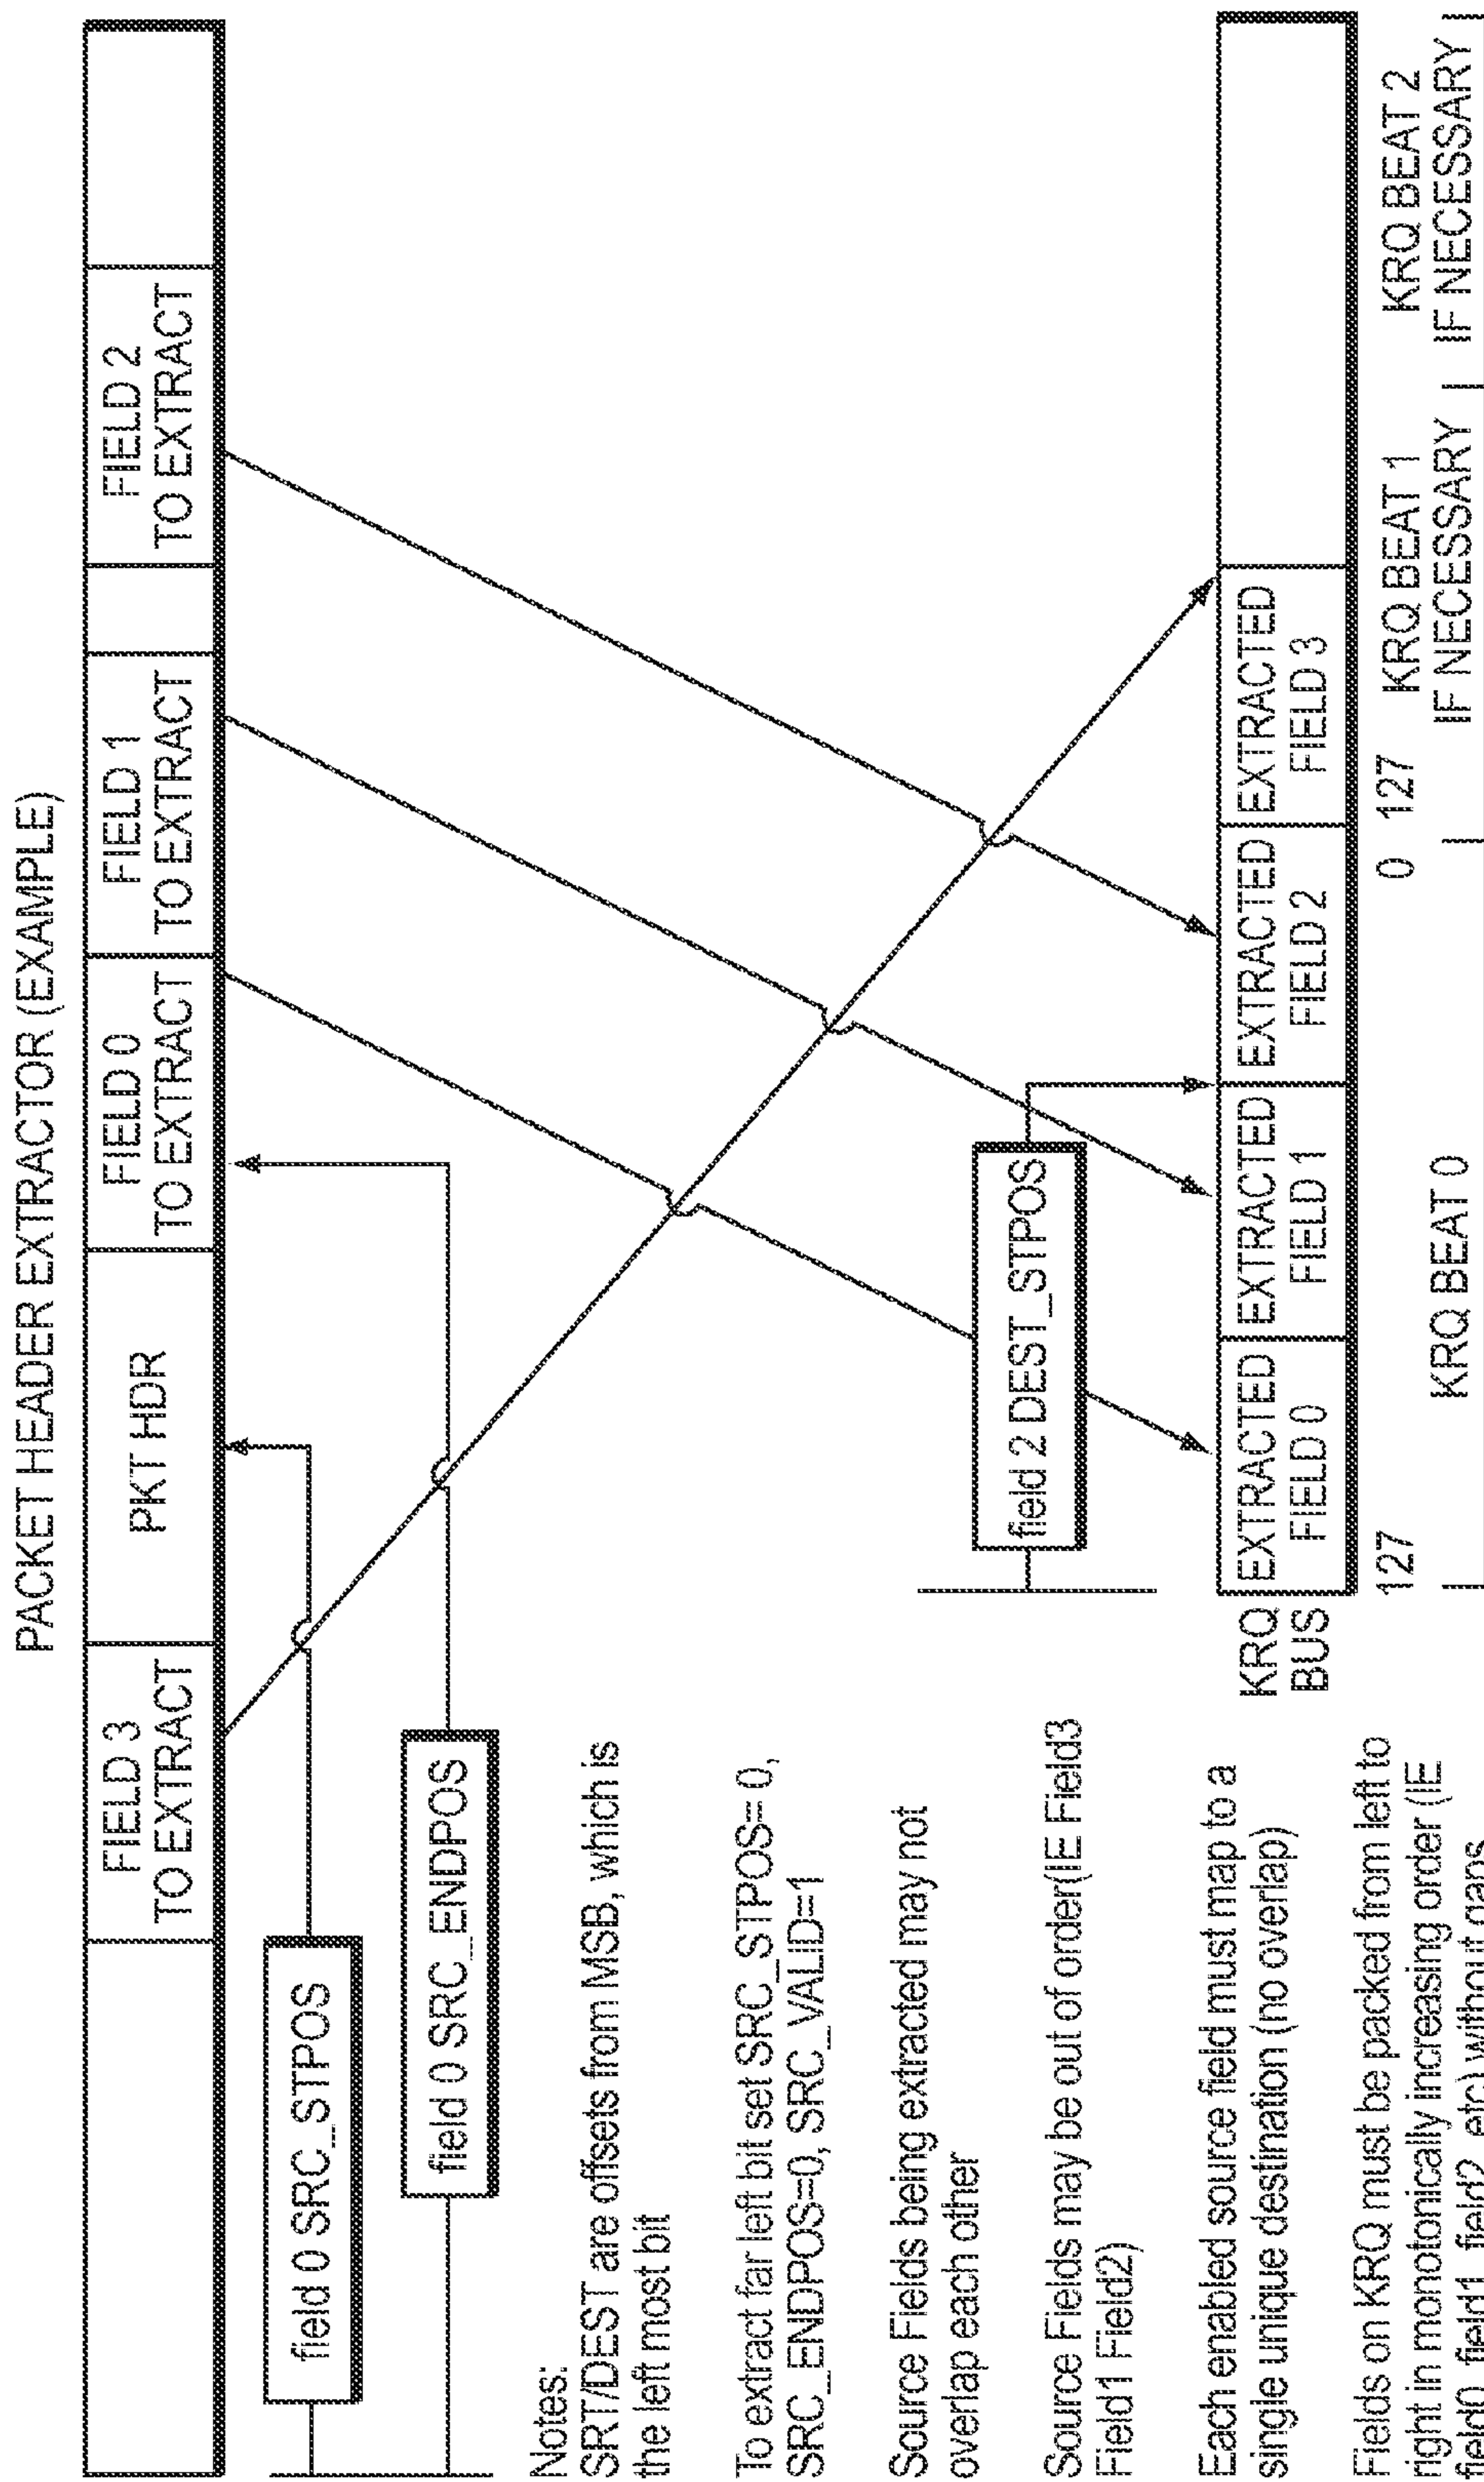 PACKET HEADER EXTRACTOR (EXAMPLE)
FIELD 3
TO EXTRACT
PKT HDR
FIELD 0
TO EXTRACT
FIELD 1
TO EXTRACT
FIELD 2
TO EXTRACT
field 0 SRC_STPOS
field 0 SRC_ENDPOS
Notes:
SRT/DEST are offsets from MSB, which is
the left most bit
To extract far left bit set SRC_STPOS= 0,
SRC_ENDPOS=0, SRC_VALID=1
Source Fields being extracted may not
overlap each other
Source Fields may be out of order(IE Field3
Field1 Field2)
Each enabled source field must map to a
single unique destination (no overlap)
Fields on KRQ must be packed from left to
right in monotonically increasing order (IE
field0, field1, field2, etc) without gaps
field 2 DEST_STPOS
KRQ
BUS
EXTRACTED
FIELD 0
EXTRACTED
FIELD 1
EXTRACTED
FIELD 2
EXTRACTED
FIELD 3
127
0
127
KRQ BEAT 0
KRQ BEAT 1
IF NECESSARY
KRQ BEAT 2
IF NECESSARY